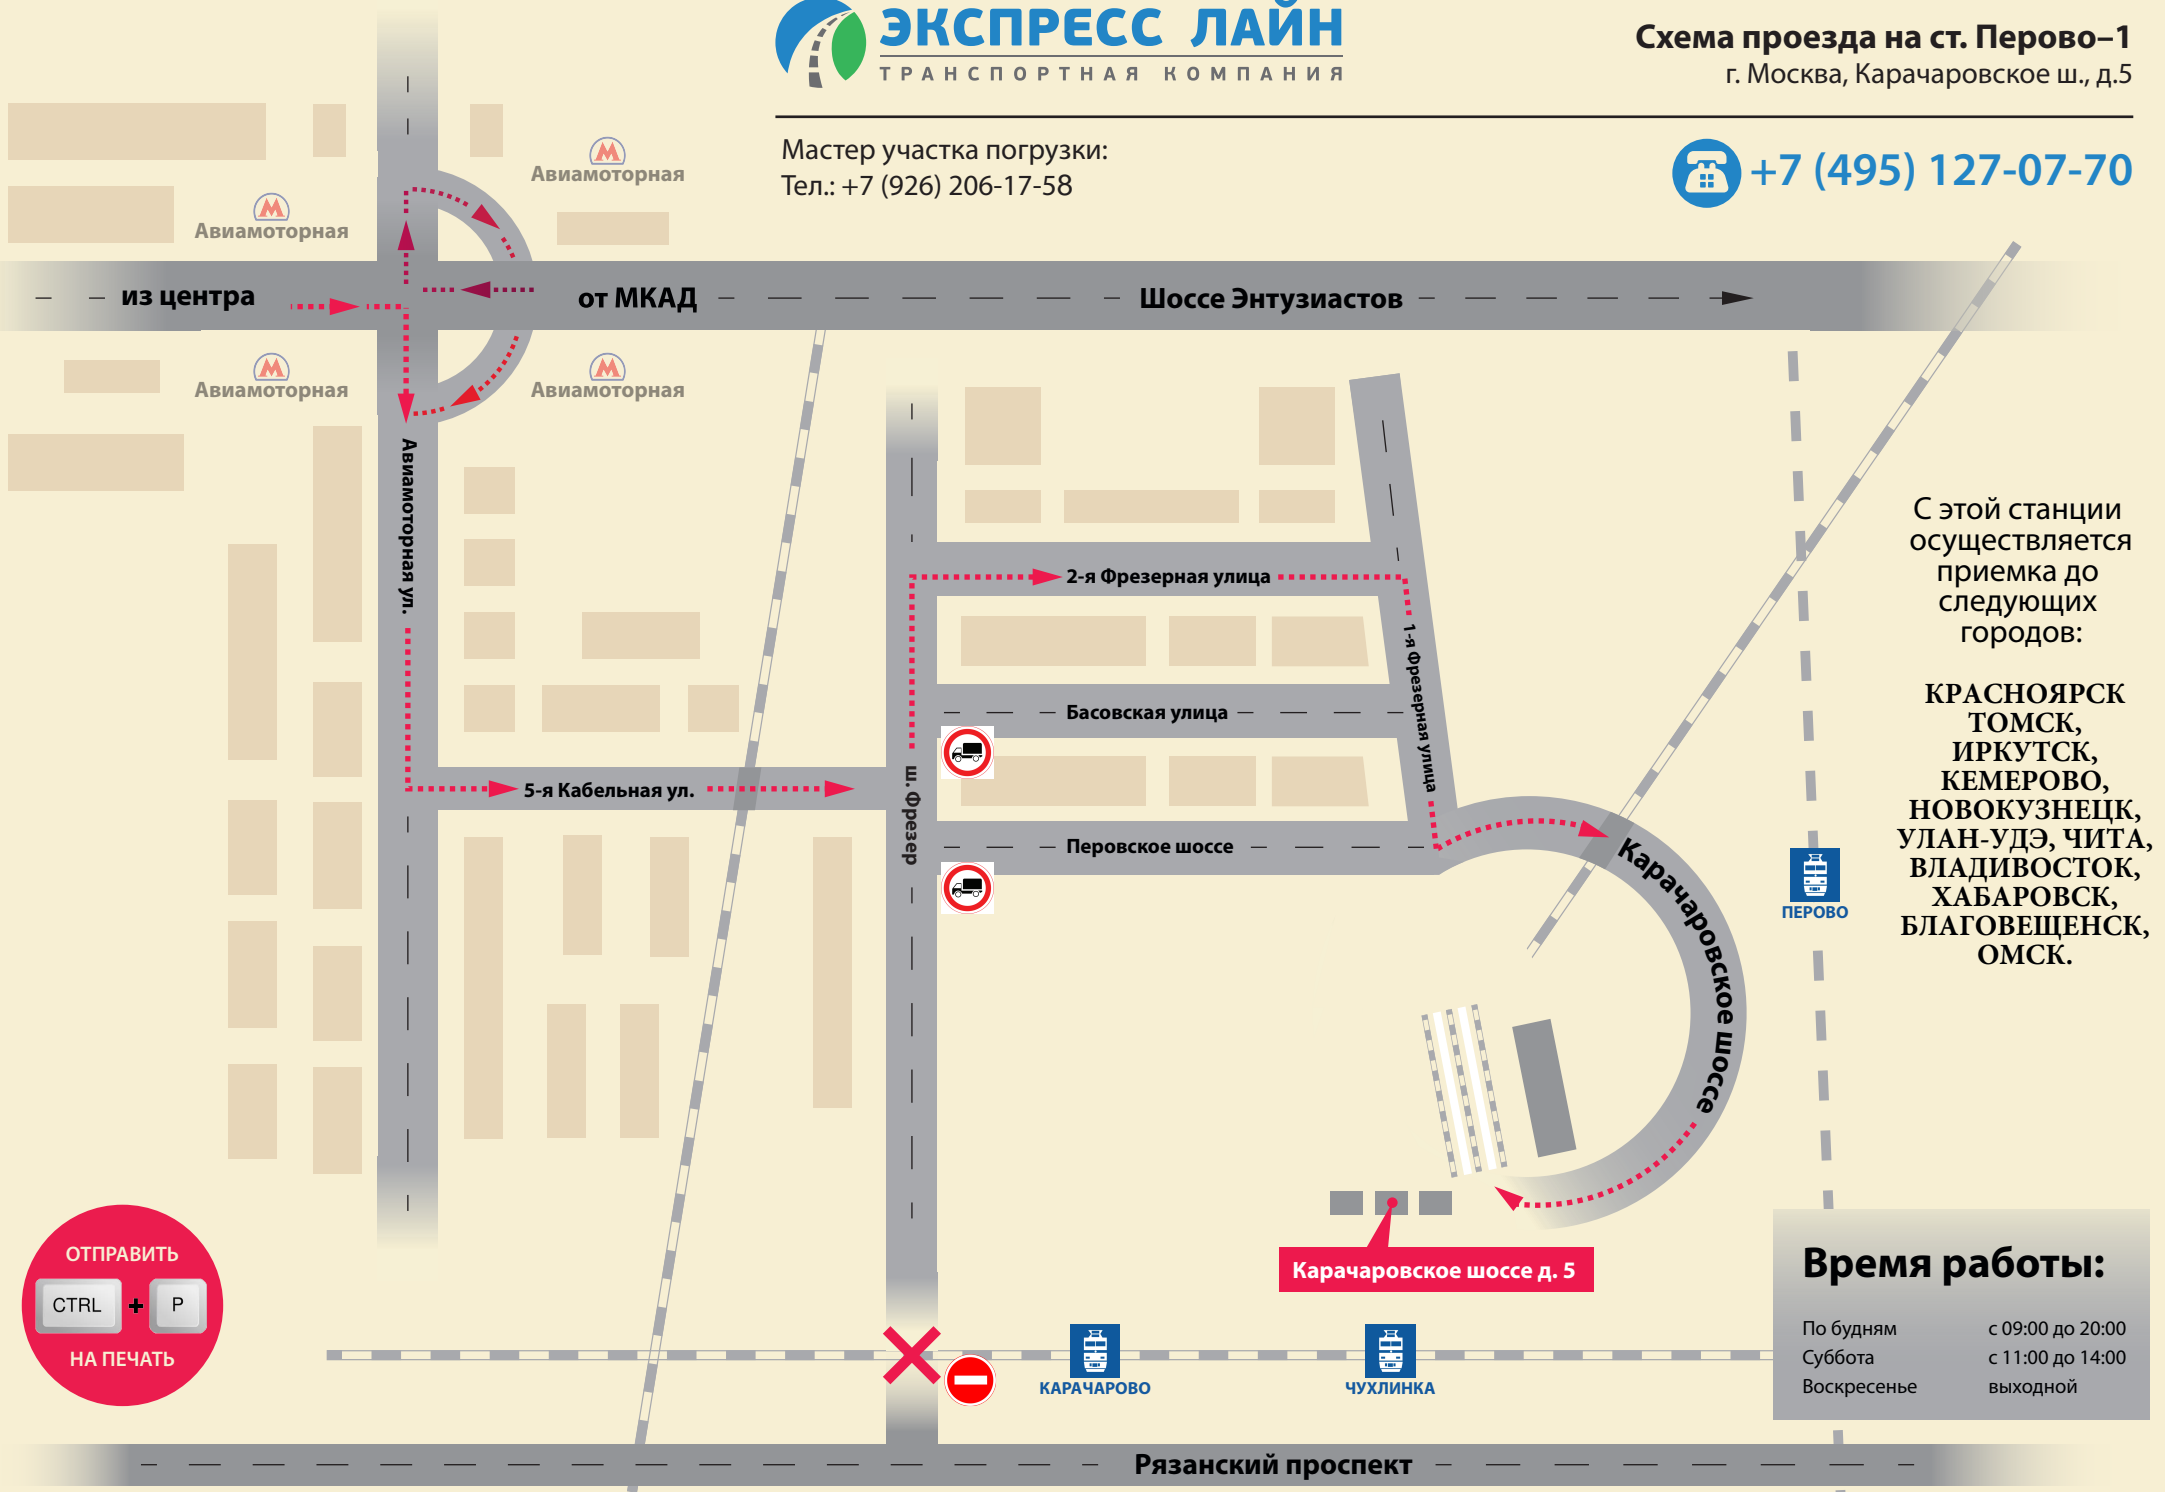 ЭКСПРЕСС ЛАЙН
ТРАНСПОРТНАЯ КОМПАНИЯ
Схема проезда на ст. Перово–1
г. Москва, Карачаровское ш., д.5
Мастер участка погрузки:
Тел.: +7 (926) 206-17-58
+7 (495) 127-07-70
Авиамоторная
Авиамоторная
из центра
от МКАД
Шоссе Энтузиастов
Авиамоторная
Авиамоторная
Авиамоторная ул.
2-я Фрезерная улица
1-я Фрезерная улица
Басовская улица
5-я Кабельная ул.
ш. Фрезер
Перовское шоссе
Карачаровское шоссе
С этой станции
осуществляется
приемка до
следующих
городов:
КРАСНОЯРСК
ТОМСК,
ИРКУТСК,
КЕМЕРОВО,
НОВОКУЗНЕЦК,
УЛАН-УДЭ, ЧИТА,
ВЛАДИВОСТОК,
ХАБАРОВСК,
БЛАГОВЕЩЕНСК,
ОМСК.
ПЕРОВО
Карачаровское шоссе д. 5
ОТПРАВИТЬ
CTRL + P
НА ПЕЧАТЬ
КАРАЧАРОВО
ЧУХЛИНКА
Время работы:
По будням с 09:00 до 20:00
Суббота с 11:00 до 14:00
Воскресенье выходной
Рязанский проспект